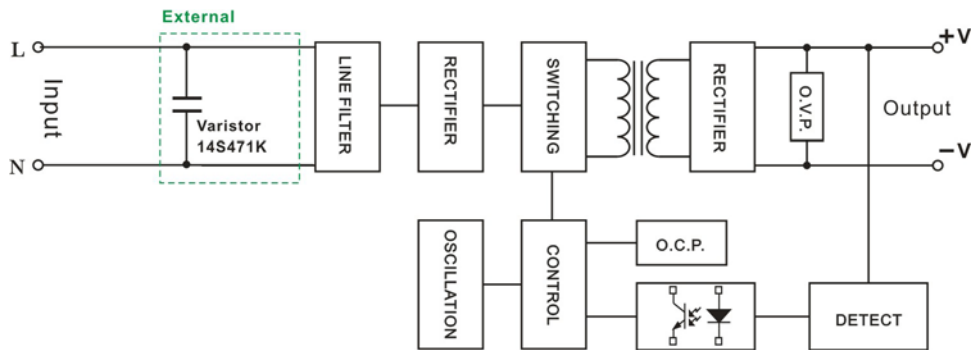 External
L
+V
Input
Varistor
14S471K
LINE FILTER
RECTIFIER
SWITCHING
RECTIFIER
O.V.P.
Output
N
−V
OSCILLATION
CONTROL
O.C.P.
DETECT